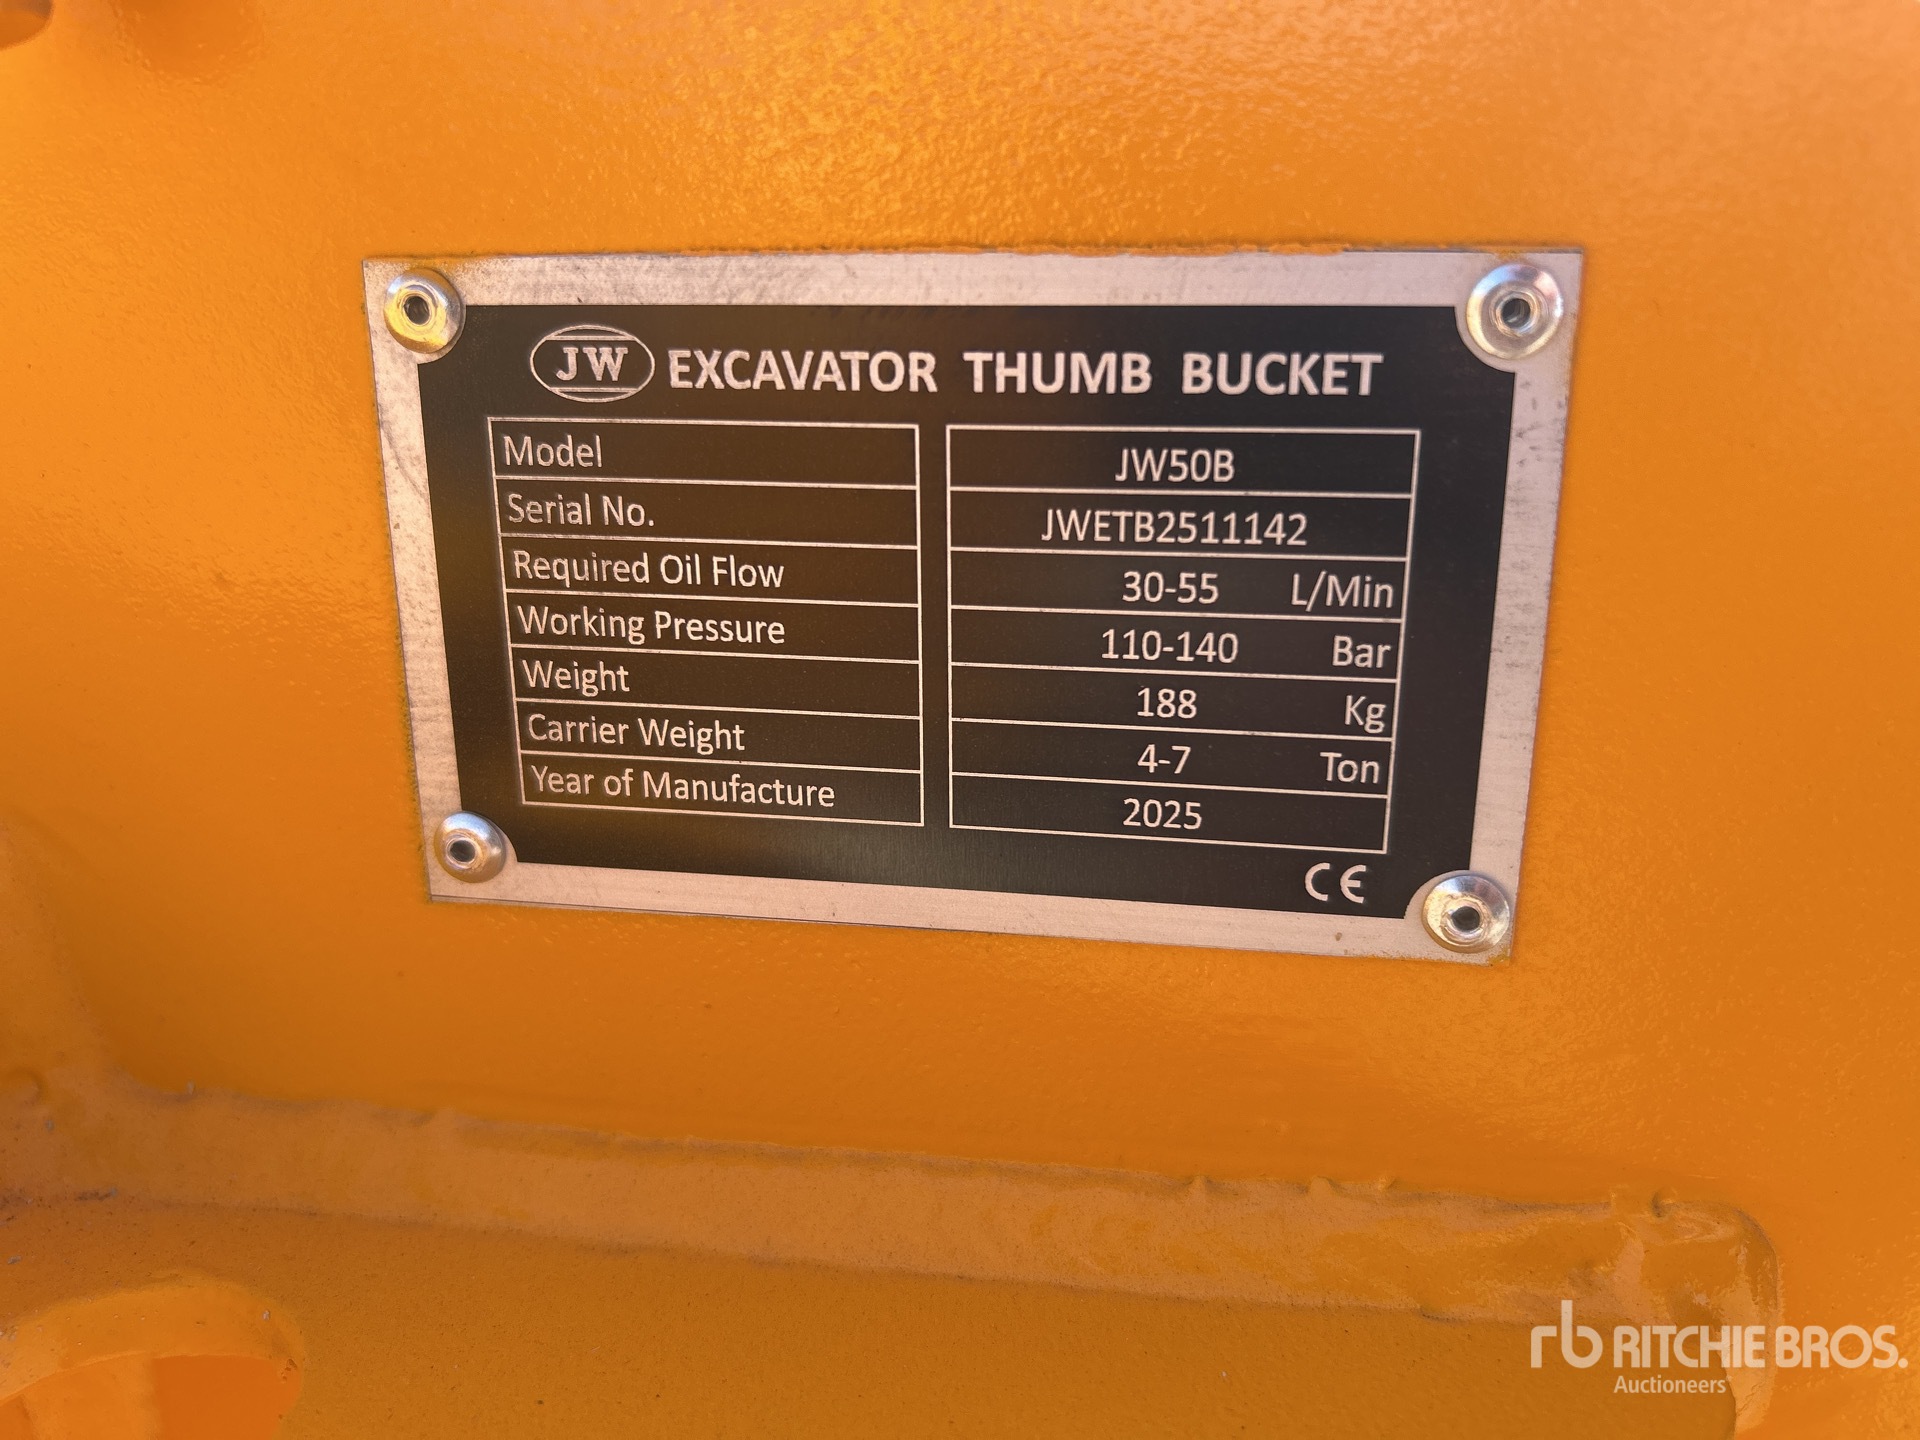 JW EXCAVATOR THUMB BUCKET
Model JW50B
Serial No. JWETB2511142
Required Oil Flow 30-55 L/Min
Working Pressure 110-140 Bar
Weight 188 Kg
Carrier Weight 4-7 Ton
Year of Manufacture 2025
CE
rb RITCHIE BROS.
Auctioneers